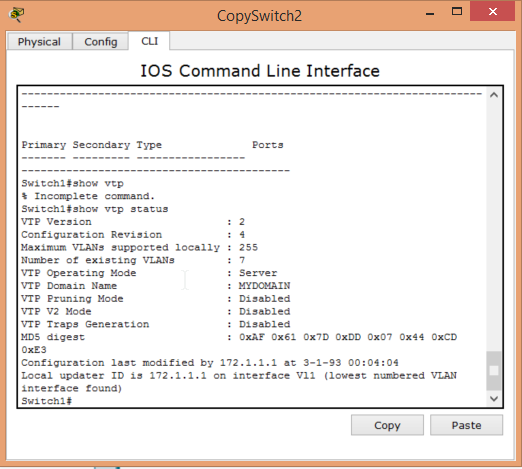 CopySwitch2
Physical Config CLI
IOS Command Line Interface
--------------------------------------------------------------------------
------
Primary Secondary Type              Ports
------- --------- -----------------
------------------------------------------
Switch1#show vtp
% Incomplete command.
Switch1#show vtp status
VTP Version                     : 2
Configuration Revision          : 4
Maximum VLANs supported locally : 255
Number of existing VLANs        : 7
VTP Operating Mode              : Server
VTP Domain Name                 : MYDOMAIN
VTP Pruning Mode                : Disabled
VTP V2 Mode                     : Disabled
VTP Traps Generation            : Disabled
MD5 digest                      : 0xAF 0x61 0x7D 0xDD 0x07 0x44 0xCD
0xE3
Configuration last modified by 172.1.1.1 at 3-1-93 00:04:04
Local updater ID is 172.1.1.1 on interface Vl1 (lowest numbered VLAN
interface found)
Switch1#
Copy Paste